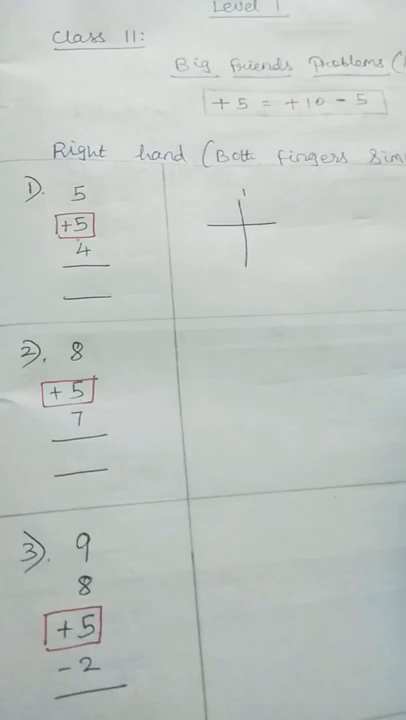 Level 1
Class 11:
Big Friends Problems (
+5 = +10 - 5
Right hand (Both fingers
1). 5
+5
4
2). 8
+5
7
3). 9
8
+5
-2